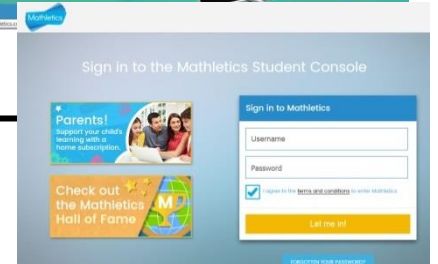 Mathletics
Sign in to the Mathletics Student Console
Parents!
Support your child's
learning with a
home subscription.
Check out
the Mathletics
Hall of Fame
Sign in to Mathletics
Username
Password
I agree to the terms and conditions to enter Mathletics
Let me in!
FORGOTTEN YOUR PASSWORD?